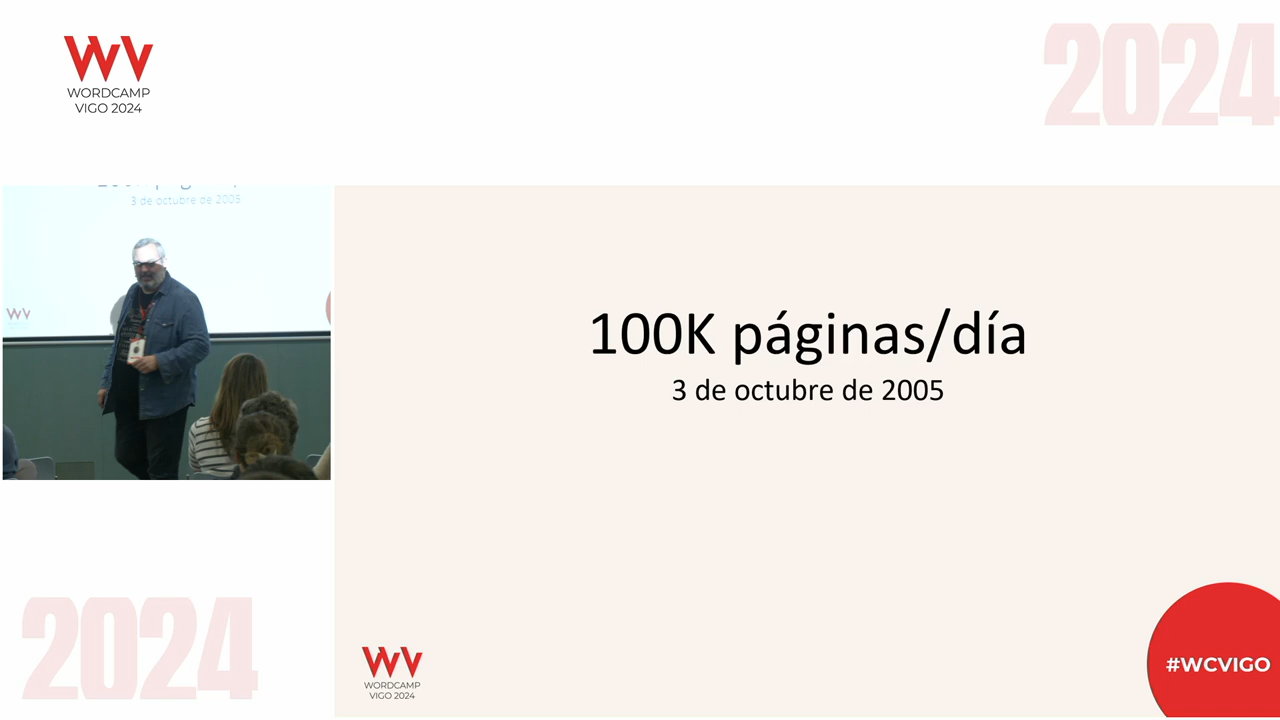 WORDCAMP
VIGO 2024
2024
3 de octubre de 2005
100K páginas/día
3 de octubre de 2005
WORDCAMP
VIGO 2024
#WCVIGO
2024